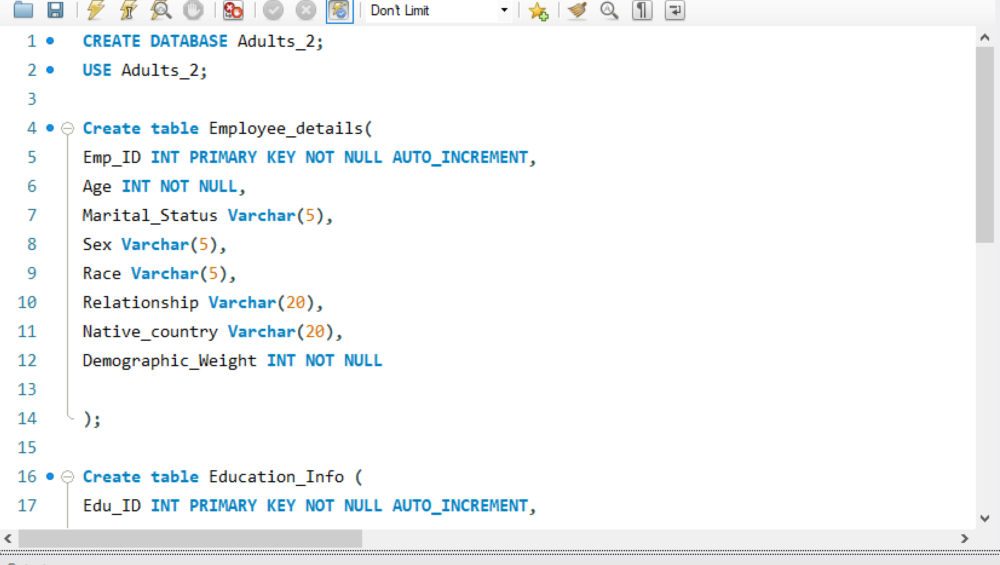 Don't Limit
1 CREATE DATABASE Adults_2;
2 USE Adults_2;
3
4 Create table Employee_details(
5 Emp_ID INT PRIMARY KEY NOT NULL AUTO_INCREMENT,
6 Age INT NOT NULL,
7 Marital_Status Varchar(5),
8 Sex Varchar(5),
9 Race Varchar(5),
10 Relationship Varchar(20),
11 Native_country Varchar(20),
12 Demographic_Weight INT NOT NULL
13
14 );
15
16 Create table Education_Info (
17 Edu_ID INT PRIMARY KEY NOT NULL AUTO_INCREMENT,